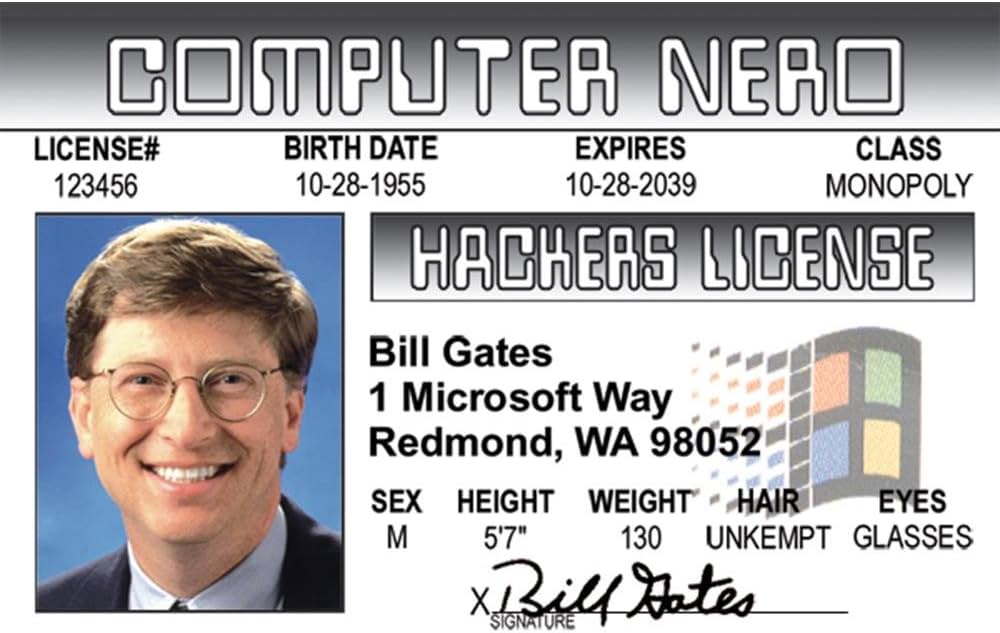 COMPUTER NERD
LICENSE# BIRTH DATE EXPIRES CLASS
123456 10-28-1955 10-28-2039 MONOPOLY
HACKERS LICENSE
Bill Gates
1 Microsoft Way
Redmond, WA 98052
SEX HEIGHT WEIGHT HAIR EYES
M 5'7" 130 UNKEMPT GLASSES
X Bill Gates
SIGNATURE